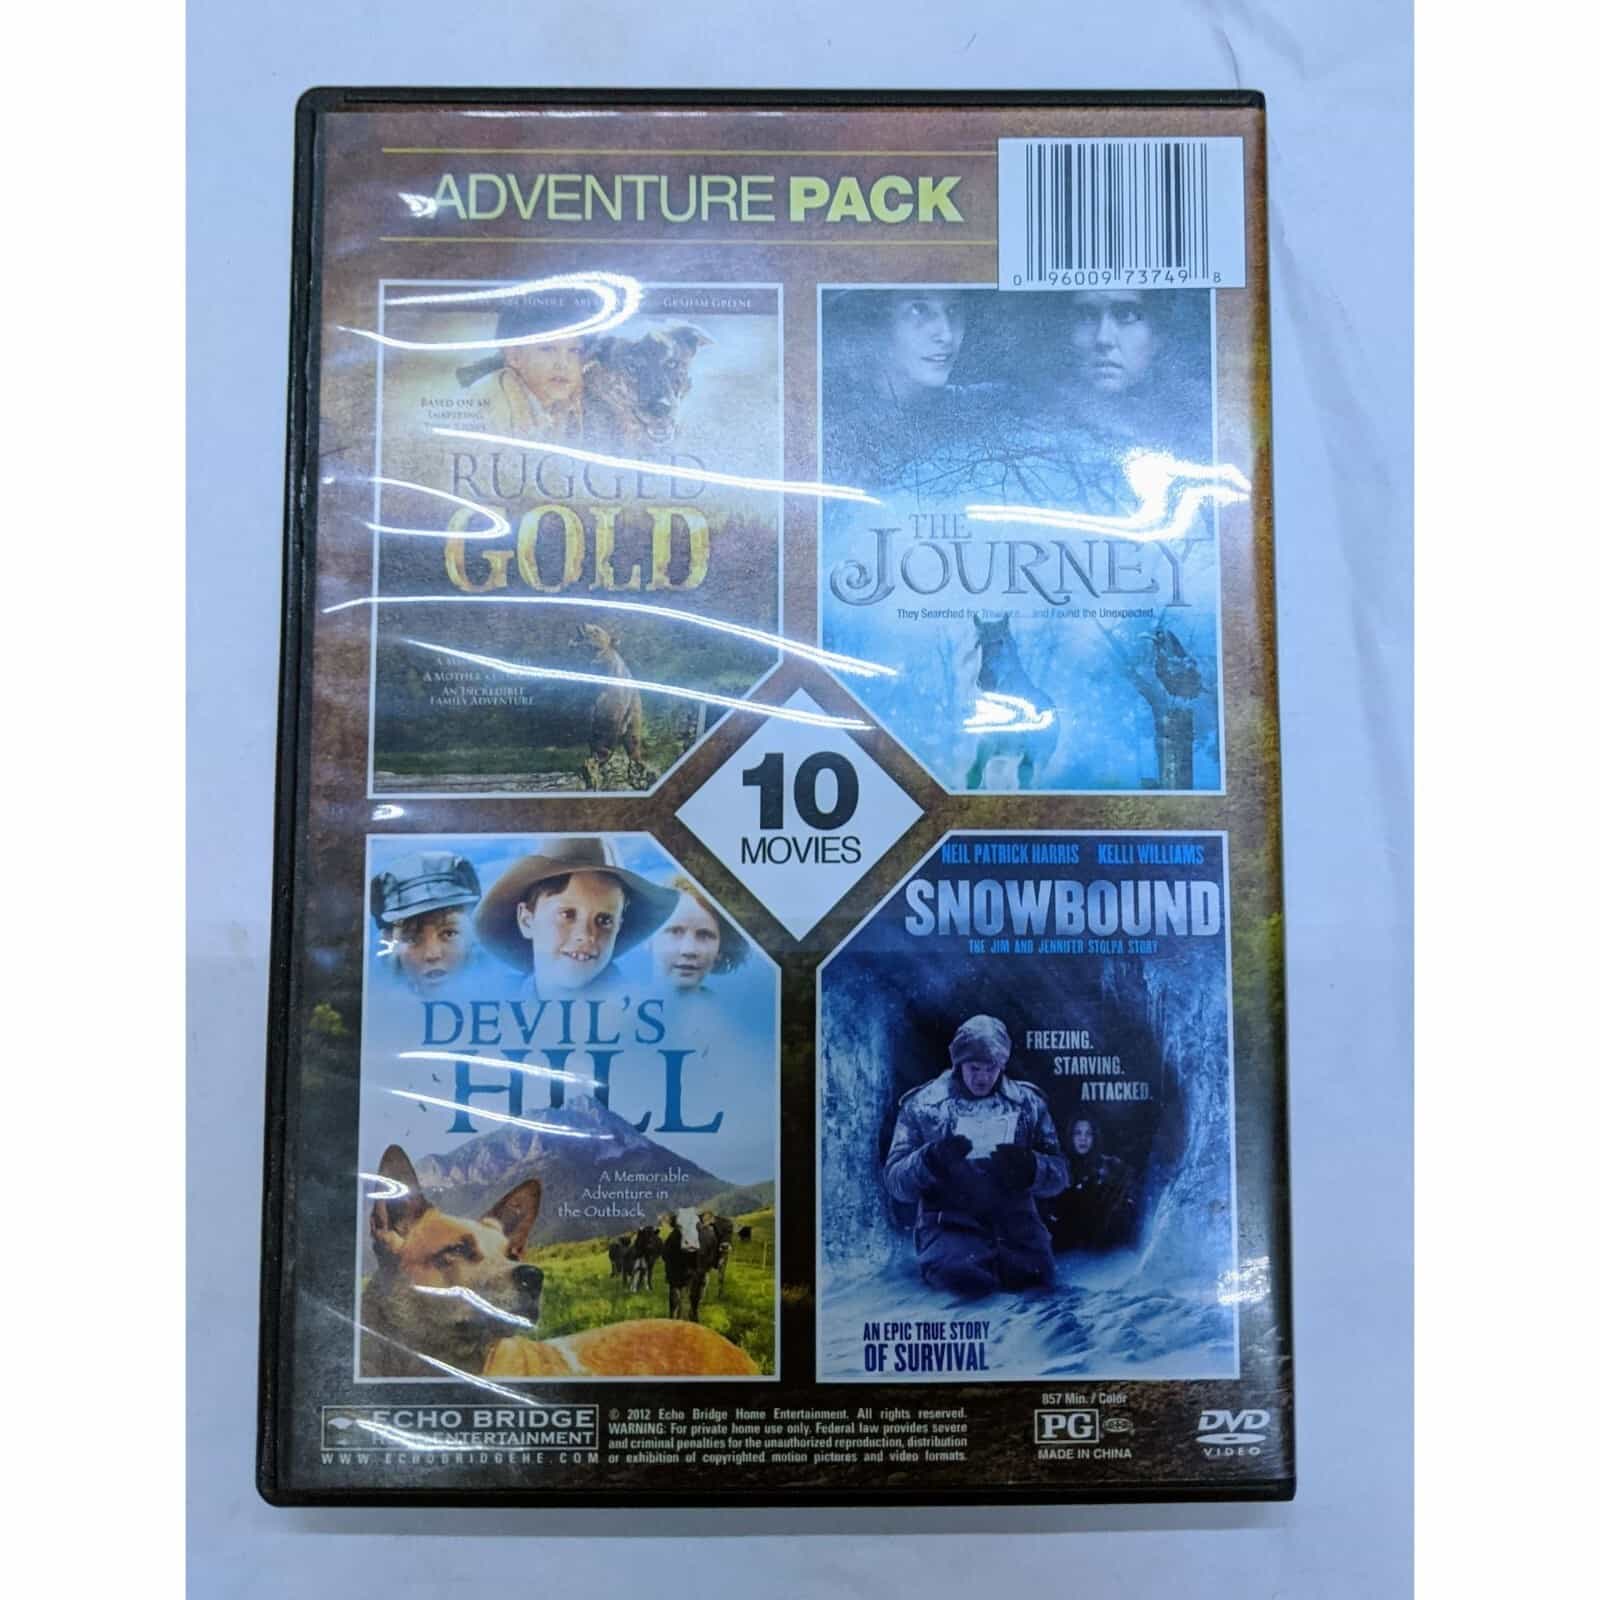 ADVENTURE PACK
0 96009 73749 8
GRAHAM GREENE
BASED ON AN
INSPIRING
RUGGED
GOLD
A MOTHER'S
AN INCREDIBLE
FAMILY ADVENTURE
THE
JOURNEY
They Searched for Treasure... and Found the Unexpected.
10
MOVIES
DEVIL'S
HILL
A Memorable
Adventure in
the Outback
NEIL PATRICK HARRIS KELLI WILLIAMS
SNOWBOUND
THE JIM AND JENNIFER STOLPA STORY
FREEZING.
STARVING.
ATTACKED.
AN EPIC TRUE STORY
OF SURVIVAL
ECHO BRIDGE
HOME ENTERTAINMENT
WWW.ECHOBRIDGEHE.COM
© 2012 Echo Bridge Home Entertainment. All rights reserved.
WARNING: For private home use only. Federal law provides severe
and criminal penalties for the unauthorized reproduction, distribution
or exhibition of copyrighted motion pictures and video formats.
857 Min. / Color
PG
MADE IN CHINA
DVD
VIDEO